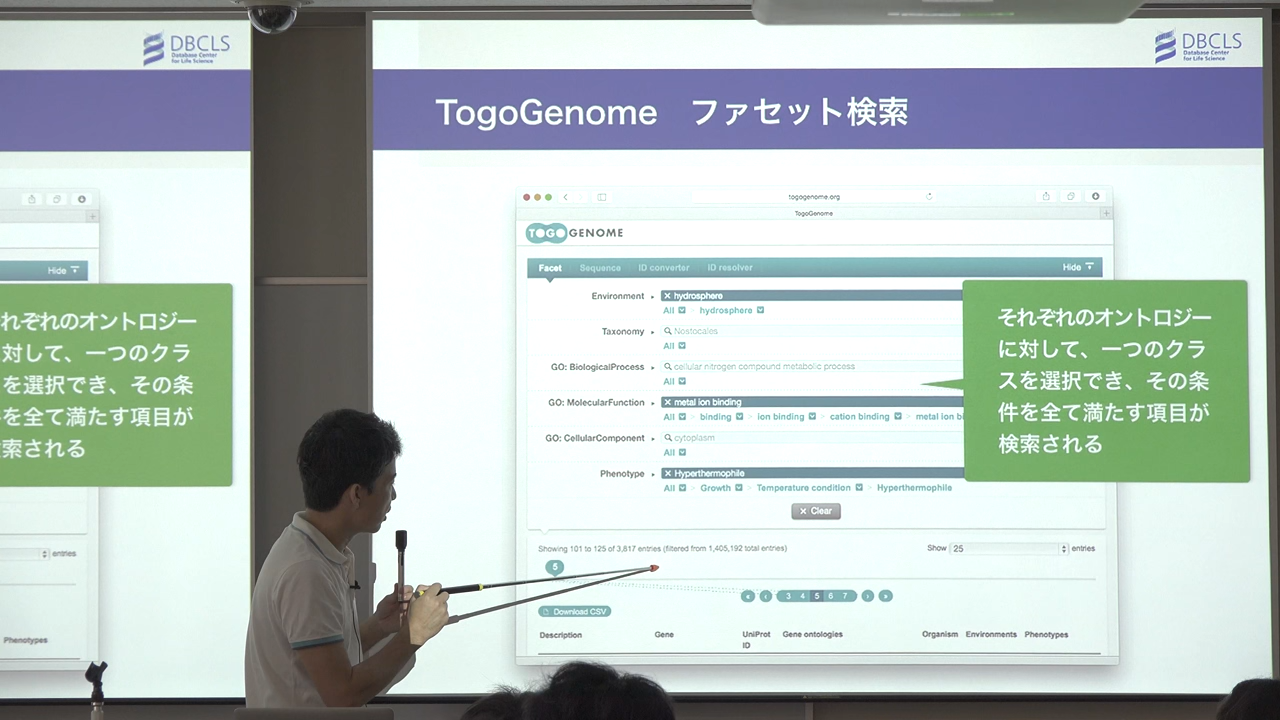 DBCLS
Database Center
for Life Science
DBCLS
Database Center
for Life Science
TogoGenome ファセット検索
togogenome.org
TogoGenome
TOGO GENOME
Facet Sequence ID converter ID resolver Hide
Environment hydrosphere
All hydrosphere
Taxonomy Nostocales
All
GO: BiologicalProcess cellular nitrogen compound metabolic process
All
GO: MolecularFunction metal ion binding
All binding ion binding cation binding metal ion bi
GO: CellularComponent cytoplasm
All
Phenotype Hyperthermophile
All Growth Temperature condition Hyperthermophile
Clear
それぞれのオントロジー
に対して、一つのクラ
スを選択でき、その条
件を全て満たす項目が
検索される
Showing 101 to 125 of 3,817 entries (filtered from 1,405,192 total entries)
Show 25 entries
5
« ‹ 3 4 5 6 7 › »
Download CSV
Description Gene UniProt ID Gene ontologies Organism Environments Phenotypes
Hide
れぞれのオントロジー
対して、一つのクラ
を選択でき、その条
を全て満たす項目が
索される
entries
Phenotypes